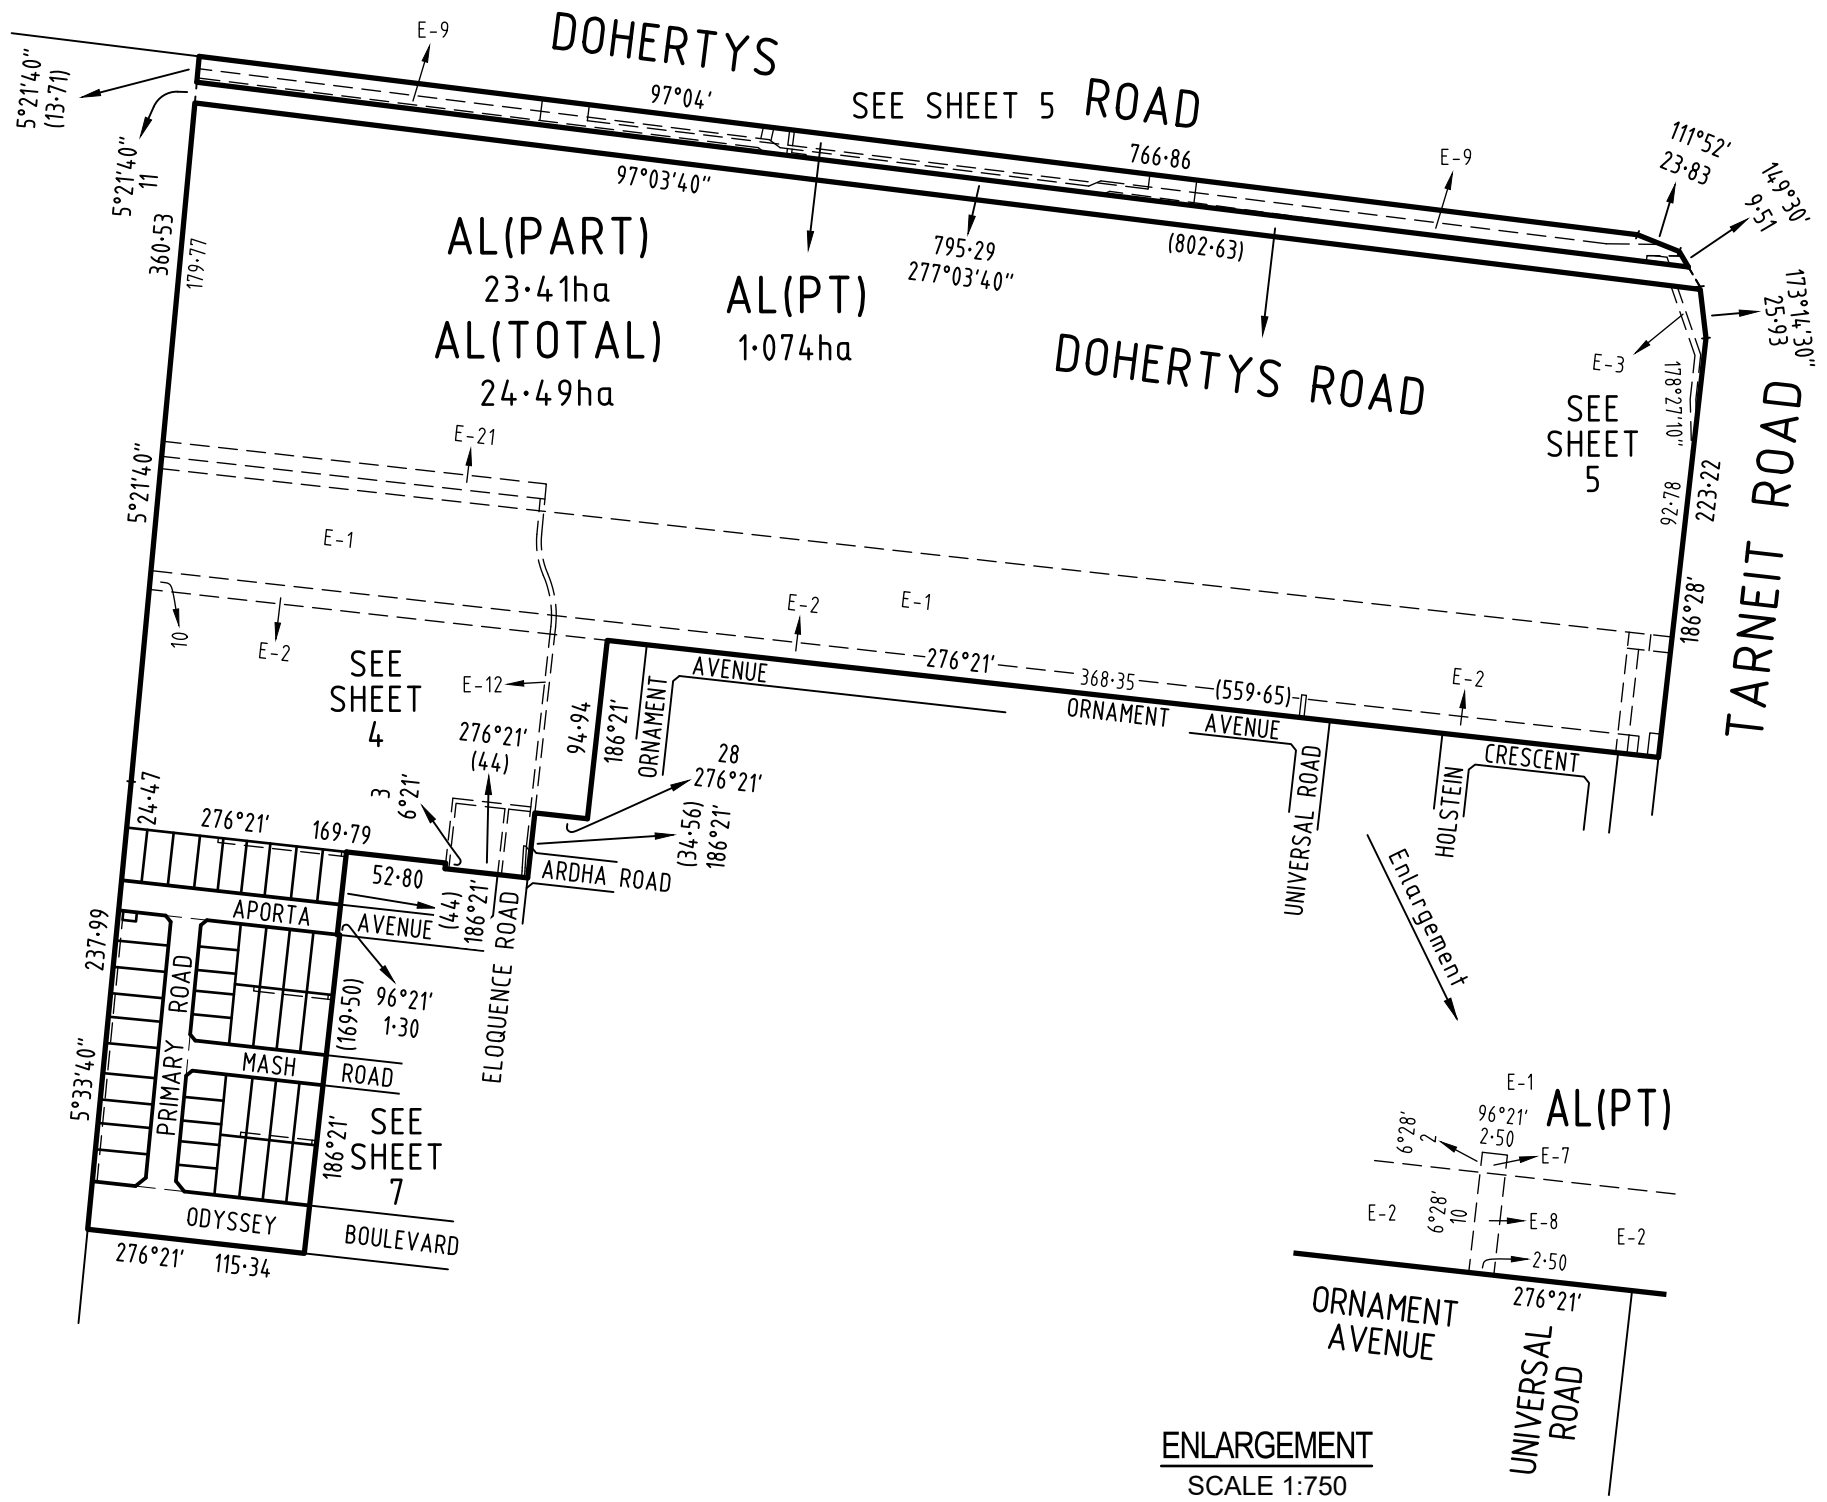 E-9
DOHERTYS
97°04'
SEE SHEET 5
ROAD
766·86
E-9
111°52'
23·83
149°30'
9·51
5°21'40"
(13·71)
5°21'40"
11
97°03'40"
795·29
277°03'40"
(802·63)
173°14'30"
25·93
360·53
179·77
AL(PART)
23·41ha
AL(TOTAL)
24·49ha
AL(PT)
1·074ha
DOHERTYS ROAD
E-3
178°27'10"
SEE
SHEET
5
92·78
223·22
186°28'
TARNEIT ROAD
5°21'40"
E-21
E-1
E-2
E-1
10
E-2
SEE
SHEET
4
E-12
276°21'
(44)
94·94
186°21'
ORNAMENT
AVENUE
276°21'
368·35
(559·65)
E-2
ORNAMENT
AVENUE
CRESCENT
UNIVERSAL ROAD
HOLSTEIN
28
276°21'
(34·56)
186°21'
3
6°21'
24·47
276°21'
169·79
52·80
(44)
186°21'
ARDHA ROAD
APORTA
AVENUE
ELOQUENCE ROAD
237·99
PRIMARY ROAD
96°21'
1·30
(169·50)
MASH
ROAD
5°33'40"
186°21'
SEE
SHEET
7
ODYSSEY
BOULEVARD
276°21'
115·34
Enlargement
E-1
AL(PT)
96°21'
2·50
6°28'
2
E-7
E-2
6°28'
10
E-8
E-2
2·50
276°21'
ORNAMENT
AVENUE
UNIVERSAL
ROAD
ENLARGEMENT
SCALE 1:750